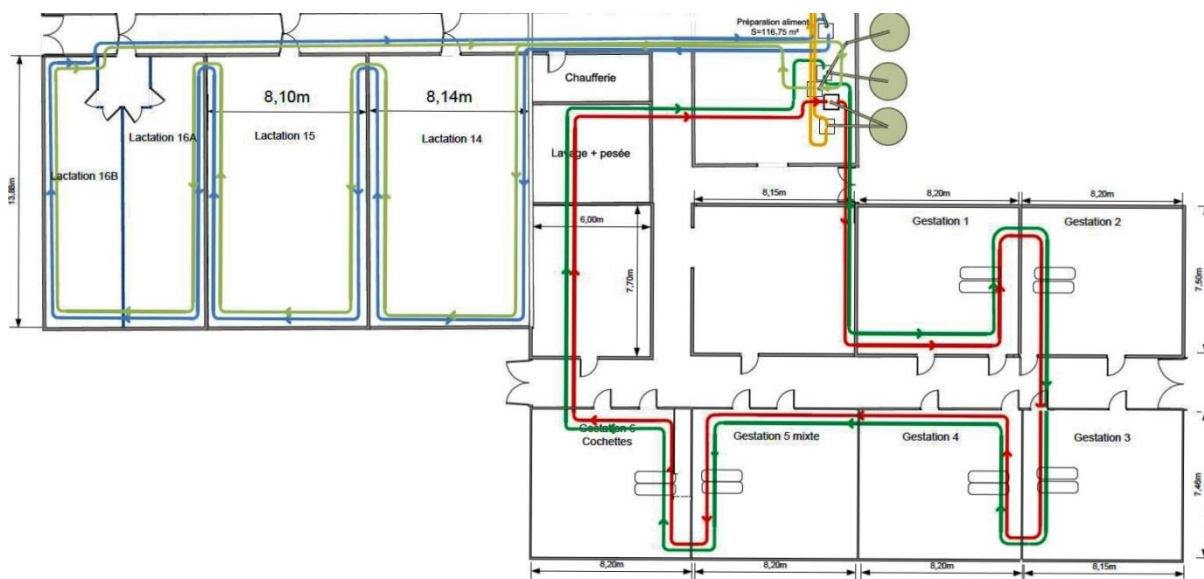 Préparation aliment
S=116,75 m²
Chaufferie
8,10m
8,14m
Lactation 16A
Lactation 15
Lactation 14
Lavage + pesée
Lactation 16B
13,88m
8,15m
8,20m
8,20m
6,00m
Gestation 1
Gestation 2
7,70m
7,50m
Gestation 6
Cochettes
Gestation 5 mixte
Gestation 4
Gestation 3
7,46m
8,20m
8,20m
8,20m
8,15m